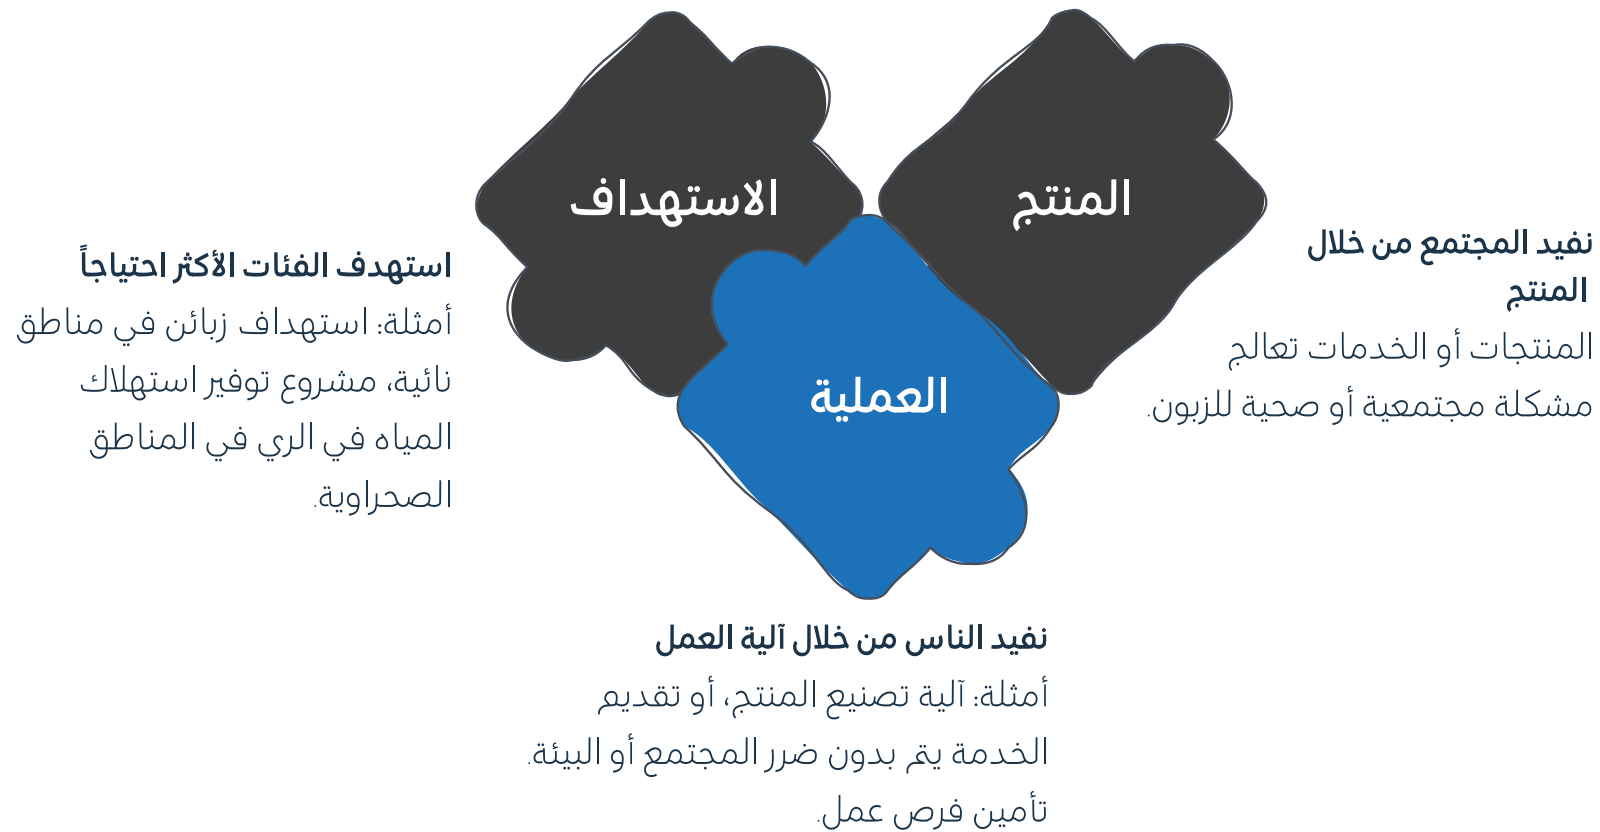 المنتج
نفيد المجتمع من خلال
المنتج
المنتجات أو الخدمات تعالج
مشكلة مجتمعية أو صحية للزبون.
الاستهداف
استهدف الفئات الأكثر احتياجاً
أمثلة: استهداف زبائن في مناطق
نائية، مشروع توفير استهلاك
المياه في الري في المناطق
الصحراوية.
العملية
نفيد الناس من خلال آلية العمل
أمثلة: آلية تصنيع المنتج، أو تقديم
الخدمة يتم بدون ضرر المجتمع أو البيئة.
تأمين فرص عمل.